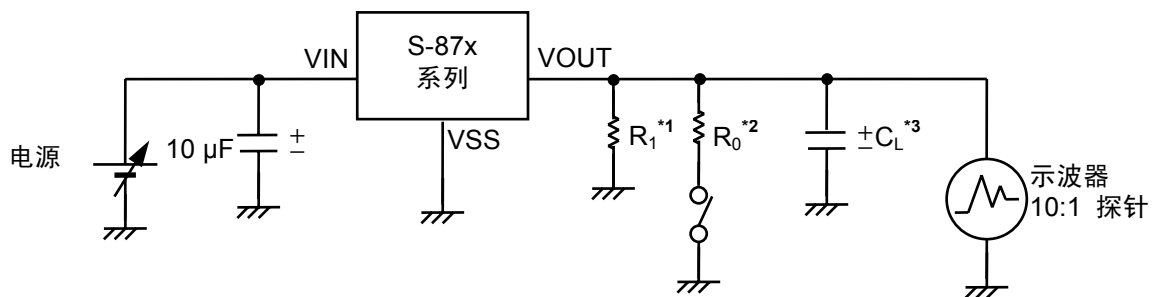 S-87x
系列
VIN
VOUT
VSS
电源
10 µF
+
–
R1*1
R0*2
+
–
CL*3
示波器
10:1 探针